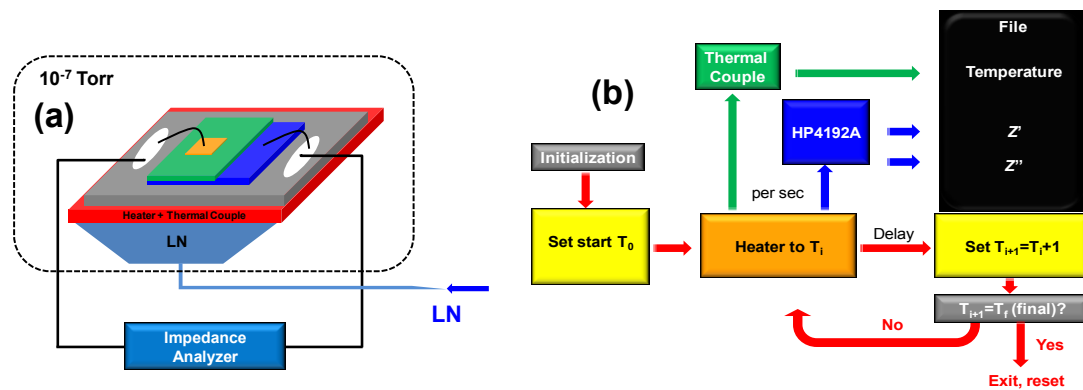 10⁻⁷ Torr
(a)
Heater + Thermal Couple
LN
LN
Impedance
Analyzer
(b)
Thermal
Couple
File
Temperature
HP4192A
Z'
Z''
Initialization
per sec
Set start T₀
Heater to Tᵢ
Delay
Set Tᵢ₊₁=Tᵢ+1
Tᵢ₊₁=T_f (final)?
No
Yes
Exit, reset